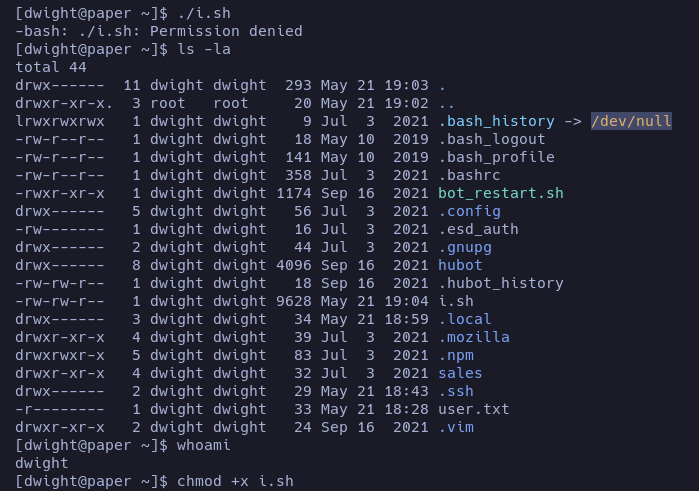 [dwight@paper ~]$ ./i.sh
-bash: ./i.sh: Permission denied
[dwight@paper ~]$ ls -la
total 44
drwx------  11 dwight dwight  293 May 21 19:03 .
drwxr-xr-x.  3 root   root     20 May 21 19:02 ..
lrwxrwxrwx   1 dwight dwight    9 Jul  3  2021 .bash_history -> /dev/null
-rw-r--r--   1 dwight dwight   18 May 10  2019 .bash_logout
-rw-r--r--   1 dwight dwight  141 May 10  2019 .bash_profile
-rw-r--r--   1 dwight dwight  358 Jul  3  2021 .bashrc
-rwxr-xr-x   1 dwight dwight 1174 Sep 16  2021 bot_restart.sh
drwx------   5 dwight dwight   56 Jul  3  2021 .config
-rw-------   1 dwight dwight   16 Jul  3  2021 .esd_auth
drwx------   2 dwight dwight   44 Jul  3  2021 .gnupg
drwx------   8 dwight dwight 4096 Sep 16  2021 hubot
-rw-rw-r--   1 dwight dwight   18 Sep 16  2021 .hubot_history
-rw-rw-r--   1 dwight dwight 9628 May 21 19:04 i.sh
drwx------   3 dwight dwight   34 May 21 18:59 .local
drwxr-xr-x   4 dwight dwight   39 Jul  3  2021 .mozilla
drwxrwxr-x   5 dwight dwight   83 Jul  3  2021 .npm
drwxr-xr-x   4 dwight dwight   32 Jul  3  2021 sales
drwx------   2 dwight dwight   29 May 21 18:43 .ssh
-r--------   1 dwight dwight   33 May 21 18:28 user.txt
drwxr-xr-x   2 dwight dwight   24 Sep 16  2021 .vim
[dwight@paper ~]$ whoami
dwight
[dwight@paper ~]$ chmod +x i.sh